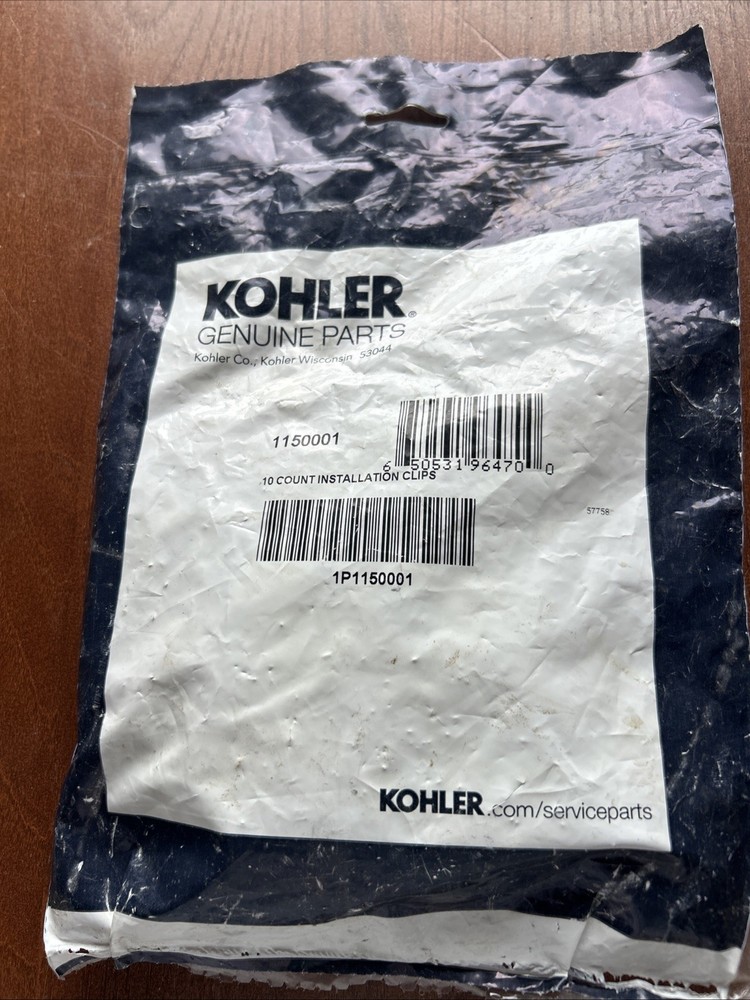 KOHLER®
GENUINE PARTS
Kohler Co., Kohler Wisconsin 53044
1150001
6 50531 96470 0
10 COUNT INSTALLATION CLIPS
57758
1P1150001
KOHLER.com/serviceparts